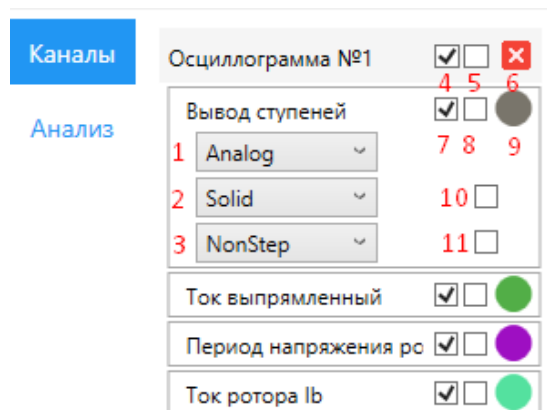 Каналы
Анализ
Осциллограмма №1
4 5 6
Вывод ступеней
7 8 9
1 Analog
2 Solid 10
3 NonStep 11
Ток выпрямленный
Период напряжения ро
Ток ротора Ib